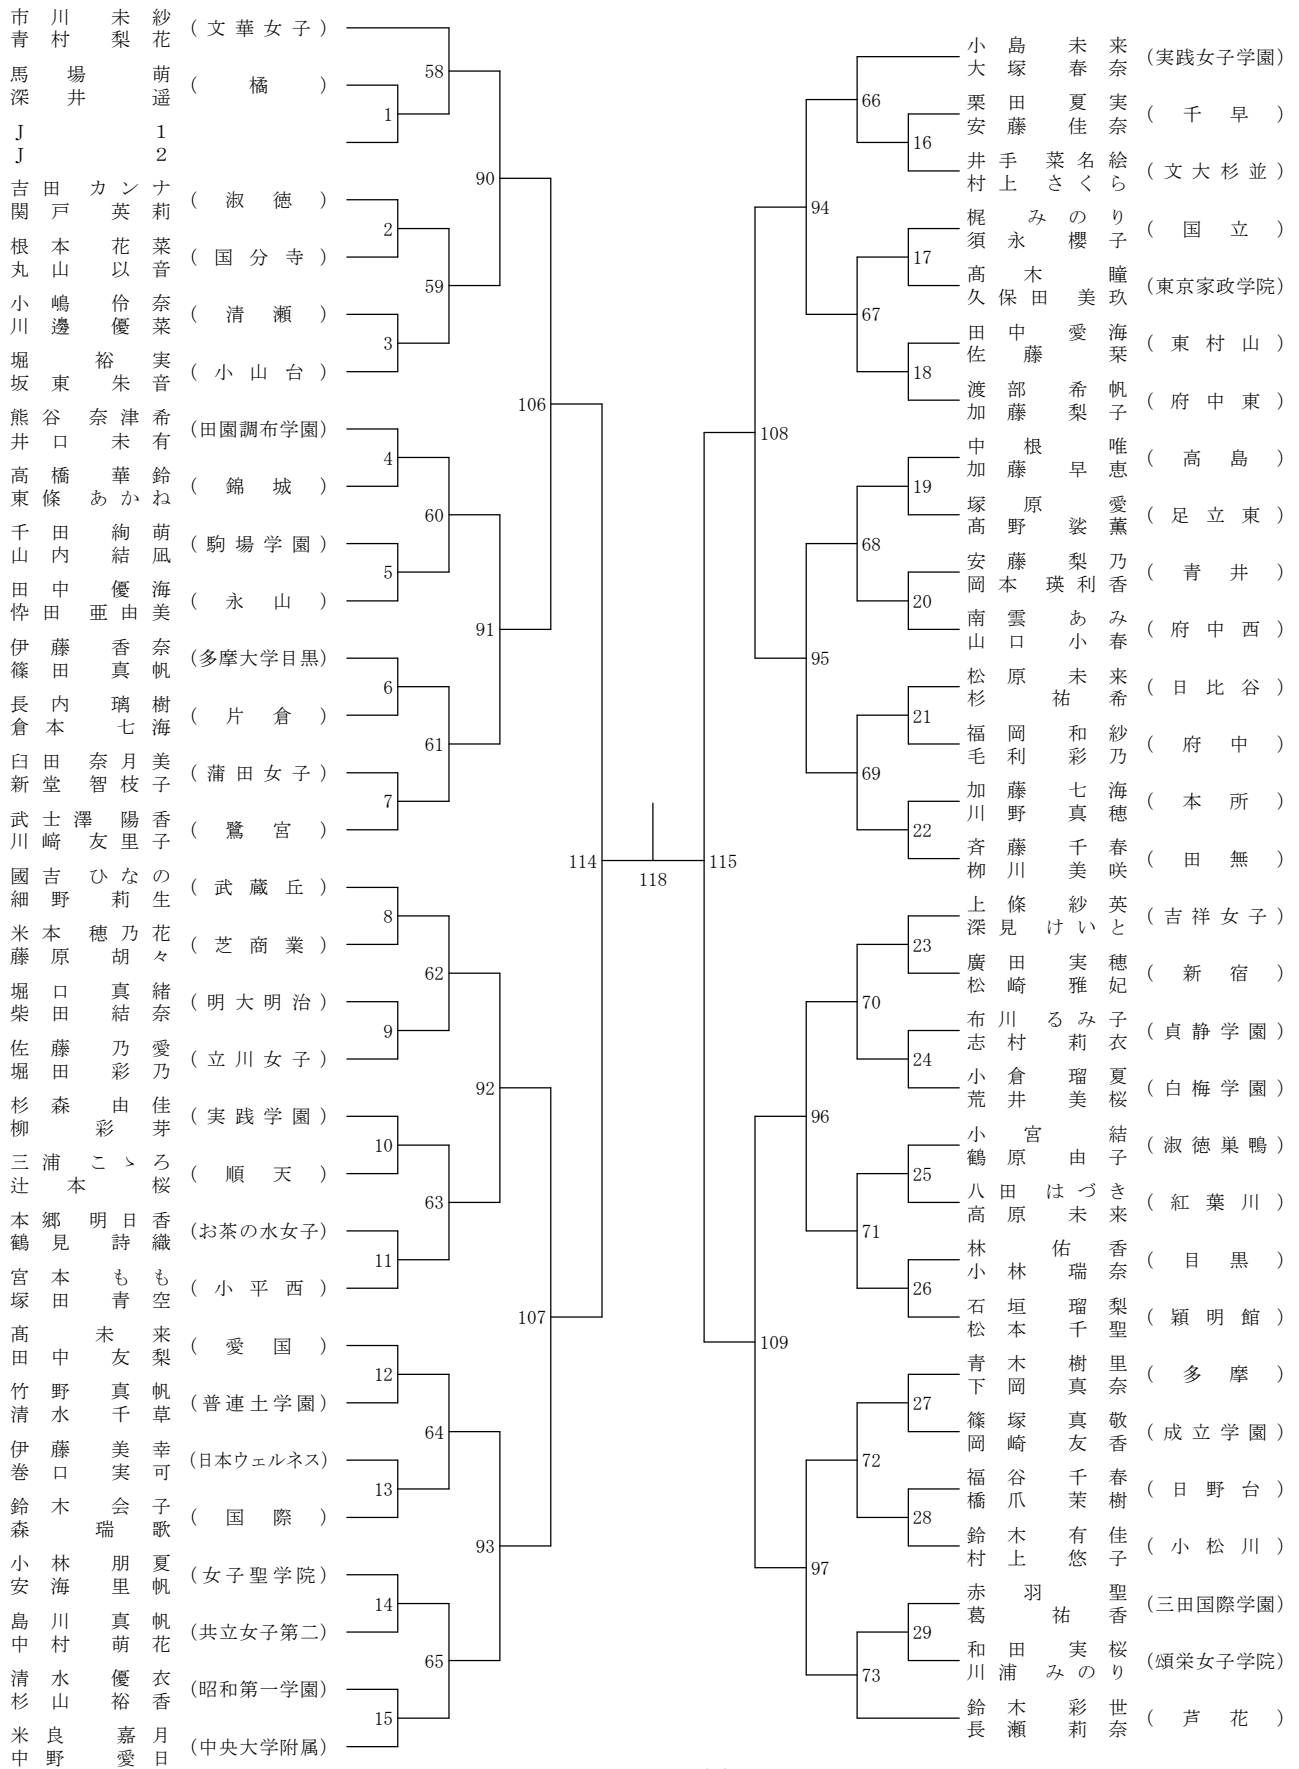 市川未紗
青村梨花 (文華女子)
馬場萌
深井遥 (橘)
J1
J2
吉田カンナ
関戸英莉 (淑徳)
根本花菜
丸山以音 (国分寺)
小嶋伶奈
川邊優菜 (清瀬)
堀裕実
坂東朱音 (小山台)
熊谷奈津希
井口未有 (田園調布学園)
高橋華鈴
東條あかね (錦城)
千田絢萌
山内結凪 (駒場学園)
田中優海
忰田亜由美 (永山)
伊藤香奈
篠田真帆 (多摩大学目黒)
長内璃樹
倉本七海 (片倉)
臼田奈月美
新堂智枝子 (蒲田女子)
武士澤陽香
川﨑友里子 (鷺宮)
國吉ひなの
細野莉生 (武蔵丘)
米本穂乃花
藤原胡々 (芝商業)
堀口真緒
柴田結奈 (明大明治)
佐藤乃愛
堀田彩乃 (立川女子)
杉森由佳
柳彩芽 (実践学園)
三浦こゝろ
辻本桜 (順天)
本郷明日香
鶴見詩織 (お茶の水女子)
宮本もも
塚田青空 (小平西)
髙未来
田中友梨 (愛国)
竹野真帆
清水千草 (普連土学園)
伊藤美幸
巻口実可 (日本ウェルネス)
鈴木会子
森瑞歌 (国際)
小林朋夏
安海里帆 (女子聖学院)
島川真帆
中村萌花 (共立女子第二)
清水優衣
杉山裕香 (昭和第一学園)
米良嘉月
中野愛日 (中央大学附属)
1
2
3
4
5
6
7
8
9
10
11
12
13
14
15
58
59
60
61
62
63
64
65
90
91
92
93
106
107
114
118
115
108
109
94
95
96
97
66
67
68
69
70
71
72
73
16
17
18
19
20
21
22
23
24
25
26
27
28
29
小島未来
大塚春奈 (実践女子学園)
栗田夏実
安藤佳奈 (千早)
井手菜名絵
村上さくら (文大杉並)
梶みのり
須永櫻子 (国立)
髙木瞳
久保田美玖 (東京家政学院)
田中愛海
佐藤栞 (東村山)
渡部希帆
加藤梨子 (府中東)
中根唯
加藤早恵 (高島)
塚原愛
髙野袋薫 (足立東)
安藤梨乃
岡本瑛利香 (青井)
南雲あみ
山口小春 (府中西)
松原未来
杉祐希 (日比谷)
福岡和紗
毛利彩乃 (府中)
加藤七海
川野真穂 (本所)
斉藤千春
栁川美咲 (田無)
上條紗英
深見けいと (吉祥女子)
廣田実穂
松崎雅妃 (新宿)
布川るみ子
志村莉衣 (貞静学園)
小倉瑠夏
荒井美桜 (白梅学園)
小宮結
鶴原由子 (淑徳巣鴨)
八田はづき
高原未来 (紅葉川)
林佑香
小林瑞奈 (目黒)
石垣瑠梨
松本千聖 (穎明館)
青木樹里
下岡真奈 (多摩)
篠塚真敬
岡崎友香 (成立学園)
福谷千春
橋爪茉樹 (日野台)
鈴木有佳
村上悠子 (小松川)
赤羽聖
葛祐香 (三田国際学園)
和田実桜
川浦みのり (頌栄女子学院)
鈴木彩世
長瀬莉奈 (芦花)